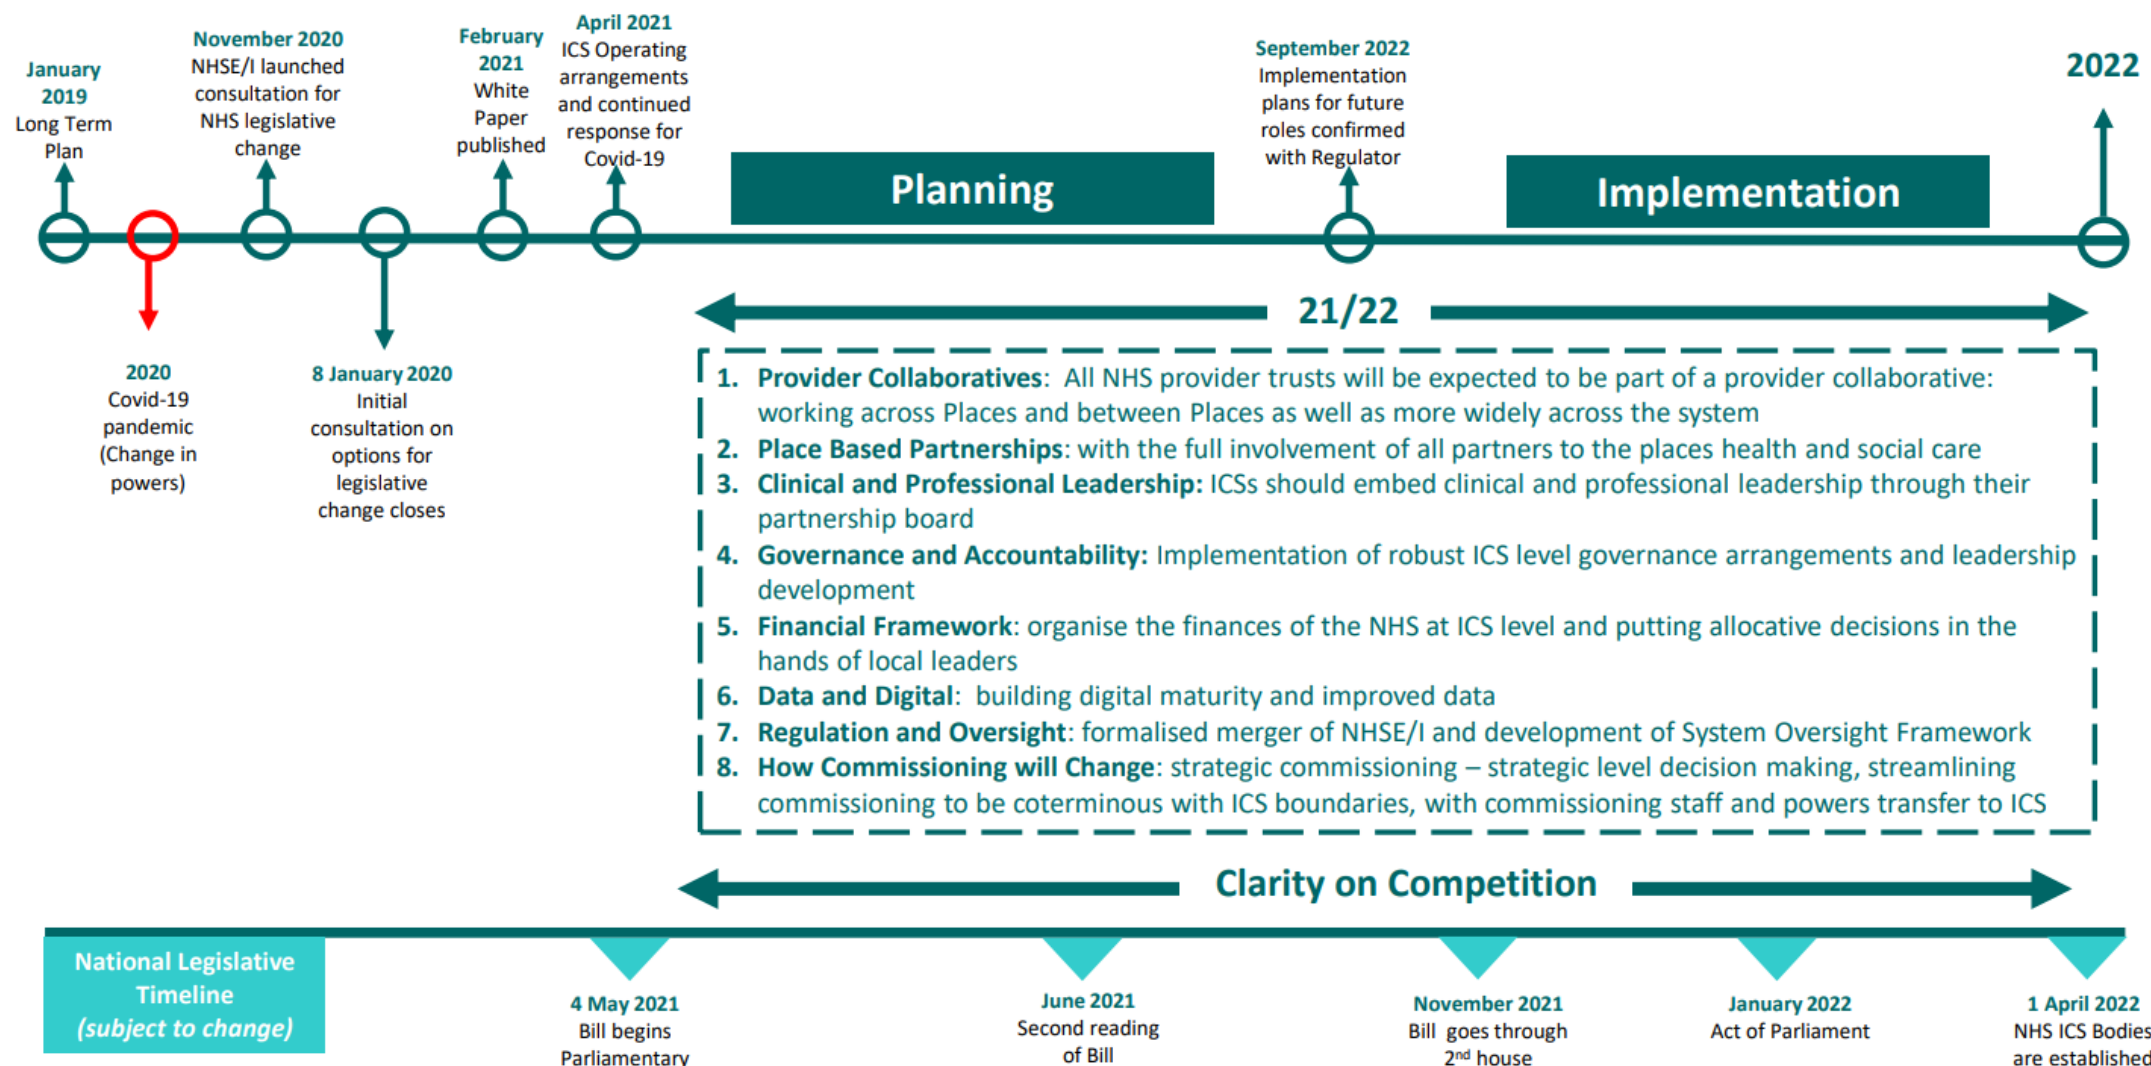 January
2019
Long Term
Plan
November 2020
NHSE/I launched
consultation for
NHS legislative
change
February
2021
White
Paper
published
April 2021
ICS Operating
arrangements
and continued
response for
Covid-19
September 2022
Implementation
plans for future
roles confirmed
with Regulator
2022
Planning
Implementation
2020
Covid-19
pandemic
(Change in
powers)
8 January 2020
Initial
consultation on
options for
legislative
change closes
21/22
1. Provider Collaboratives: All NHS provider trusts will be expected to be part of a provider collaborative:
working across Places and between Places as well as more widely across the system
2. Place Based Partnerships: with the full involvement of all partners to the places health and social care
3. Clinical and Professional Leadership: ICSs should embed clinical and professional leadership through their
partnership board
4. Governance and Accountability: Implementation of robust ICS level governance arrangements and leadership
development
5. Financial Framework: organise the finances of the NHS at ICS level and putting allocative decisions in the
hands of local leaders
6. Data and Digital: building digital maturity and improved data
7. Regulation and Oversight: formalised merger of NHSE/I and development of System Oversight Framework
8. How Commissioning will Change: strategic commissioning – strategic level decision making, streamlining
commissioning to be coterminous with ICS boundaries, with commissioning staff and powers transfer to ICS
Clarity on Competition
National Legislative
Timeline
(subject to change)
4 May 2021
Bill begins
Parliamentary
June 2021
Second reading
of Bill
November 2021
Bill goes through
2nd house
January 2022
Act of Parliament
1 April 2022
NHS ICS Bodies
are established